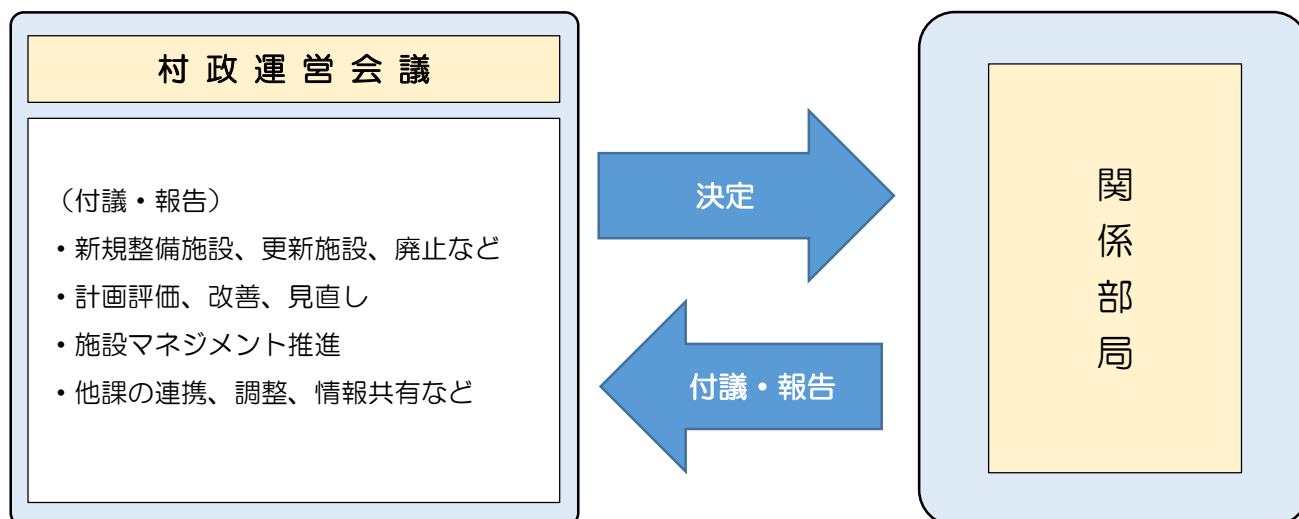 村政運営会議
（付議・報告）
・新規整備施設、更新施設、廃止など
・計画評価、改善、見直し
・施設マネジメント推進
・他課の連携、調整、情報共有など
決定
付議・報告
関係部局